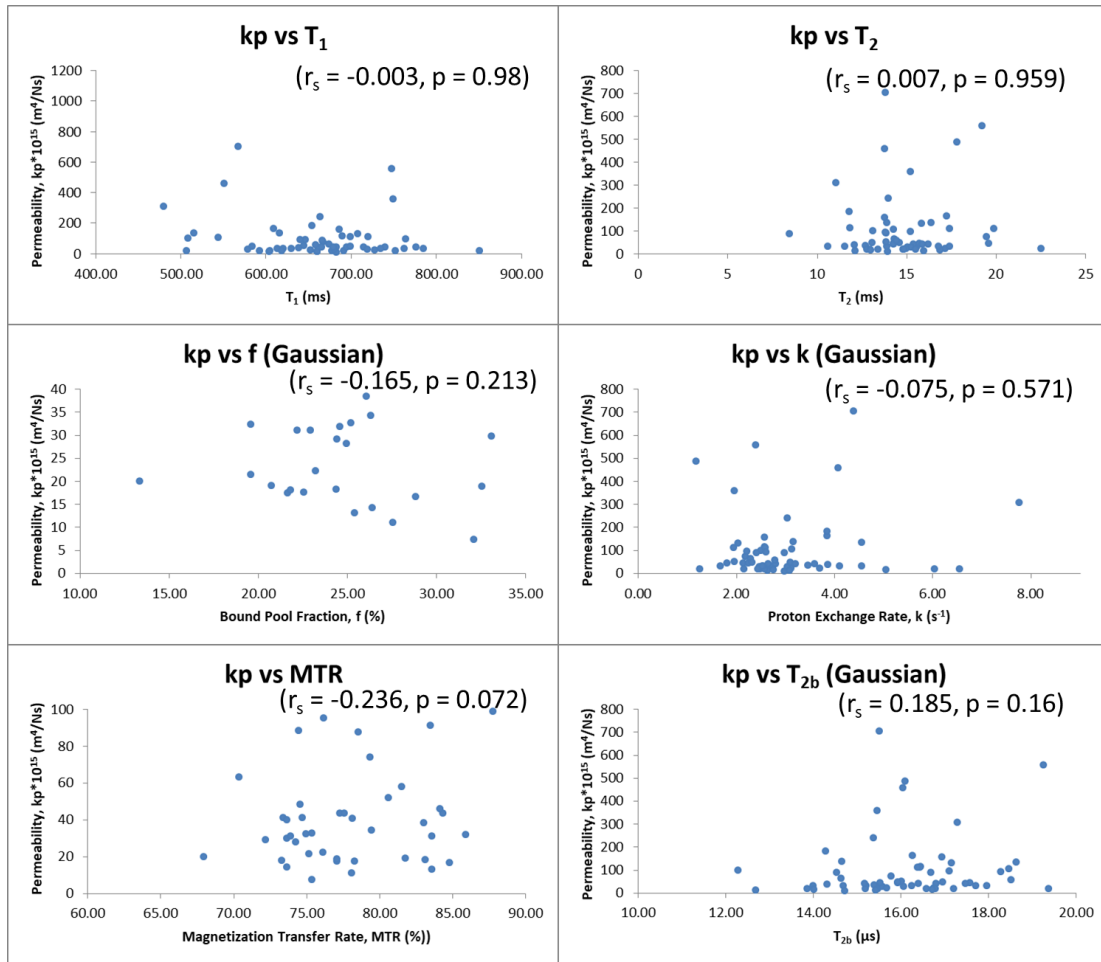 kp vs T₁
(rₛ = -0.003, p = 0.98)
Permeability, kp*10¹⁵ (m⁴/Ns)
1200
1000
800
600
400
200
0
400.00 500.00 600.00 700.00 800.00 900.00
T₁ (ms)
kp vs T₂
(rₛ = 0.007, p = 0.959)
Permeability, kp*10¹⁵ (m⁴/Ns)
800
700
600
500
400
300
200
100
0
0 5 10 15 20 25
T₂ (ms)
kp vs f (Gaussian)
(rₛ = -0.165, p = 0.213)
Permeability, kp*10¹⁵ (m⁴/Ns)
40
35
30
25
20
15
10
5
0
10.00 15.00 20.00 25.00 30.00 35.00
Bound Pool Fraction, f (%)
kp vs k (Gaussian)
(rₛ = -0.075, p = 0.571)
Permeability, kp*10¹⁵ (m⁴/Ns)
800
700
600
500
400
300
200
100
0
0.00 2.00 4.00 6.00 8.00
Proton Exchange Rate, k (s⁻¹)
kp vs MTR
(rₛ = -0.236, p = 0.072)
Permeability, kp*10¹⁵ (m⁴/Ns)
100
80
60
40
20
0
60.00 70.00 75.00 80.00 85.00 90.00
Magnetization Transfer Rate, MTR (%))
kp vs T₂b (Gaussian)
(rₛ = 0.185, p = 0.16)
Permeability, kp*10¹⁵ (m⁴/Ns)
800
700
600
500
400
300
200
100
0
10.00 12.00 14.00 16.00 18.00 20.00
T₂b (µs)